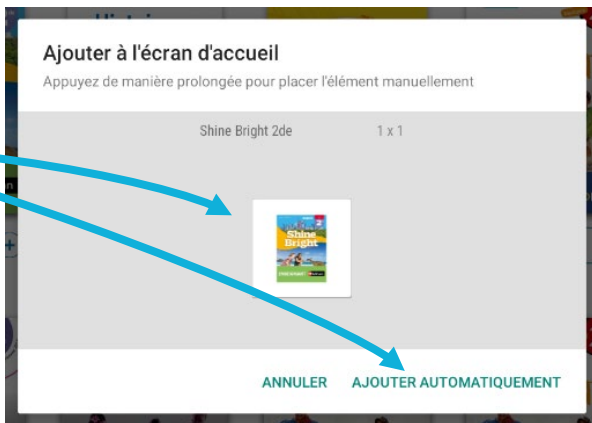 Ajouter à l'écran d'accueil
Appuyez de manière prolongée pour placer l'élément manuellement
Shine Bright 2de 1 x 1
Shine
Bright
ANNULER AJOUTER AUTOMATIQUEMENT